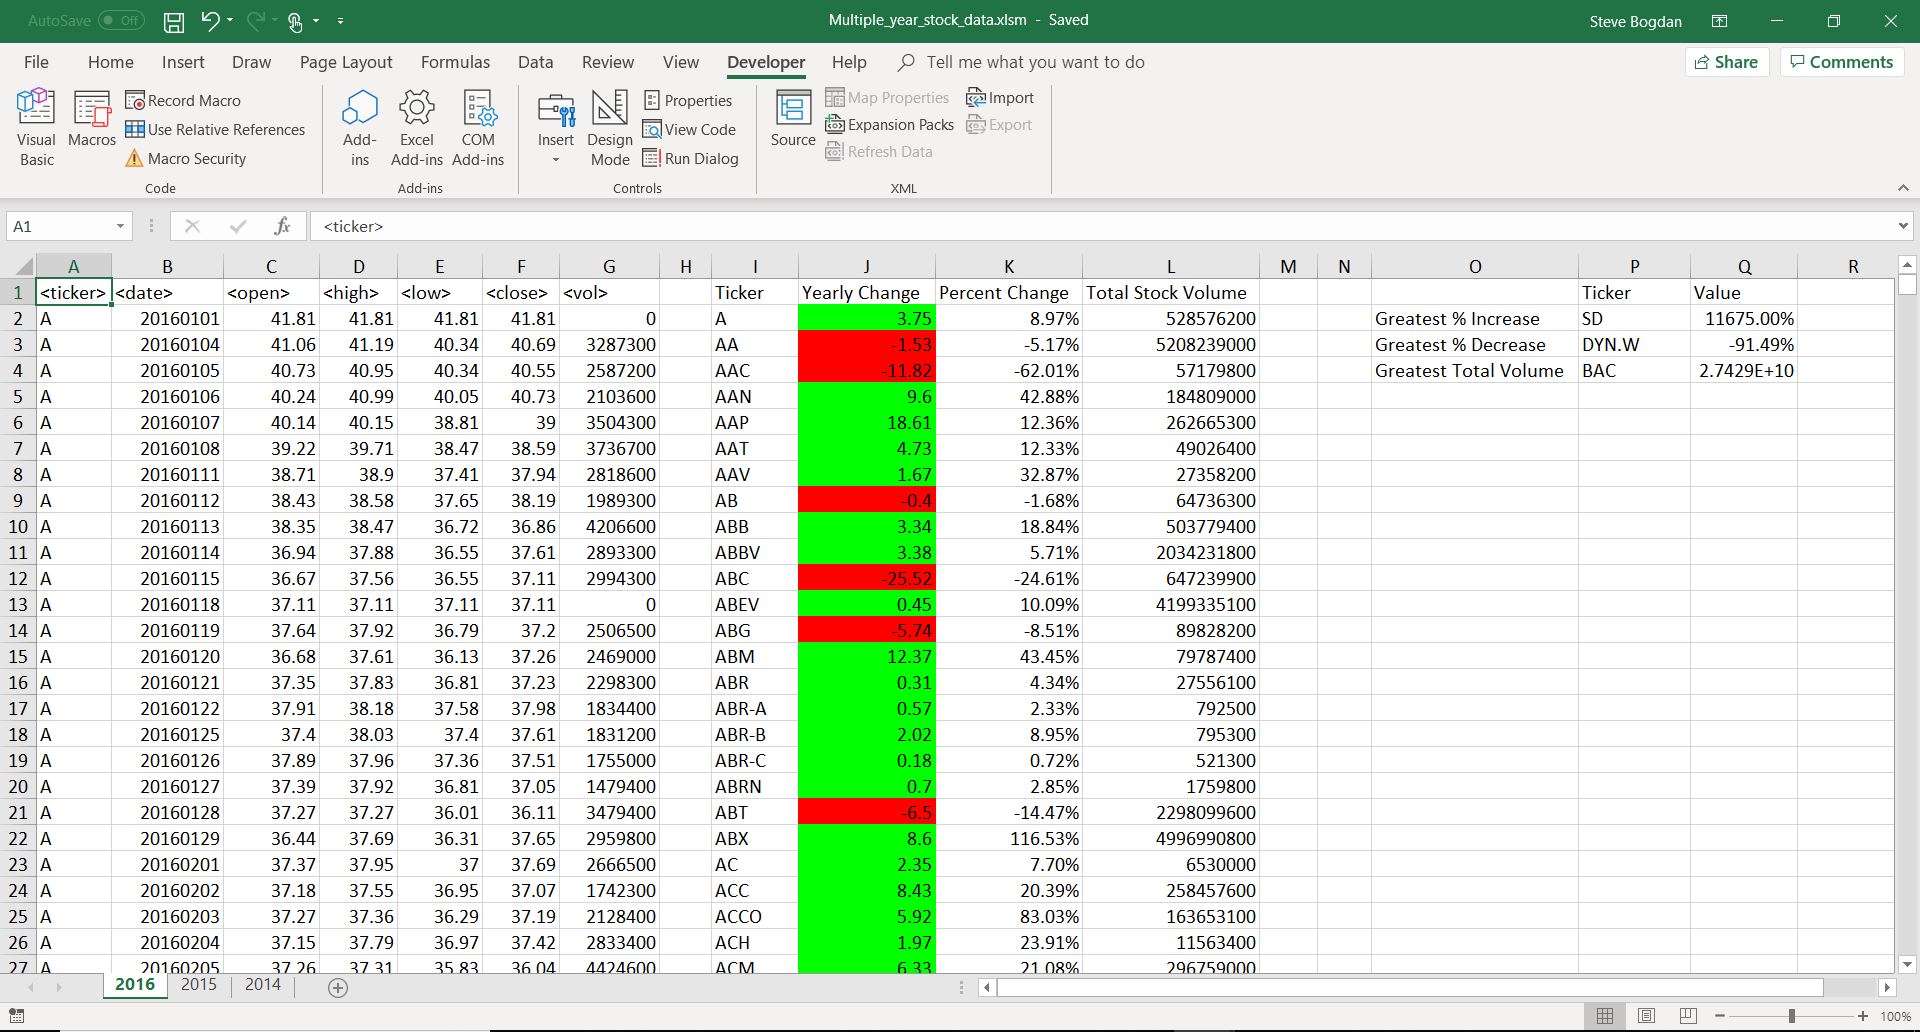 AutoSave Off Multiple_year_stock_data.xlsm - Saved Steve Bogdan
File Home Insert Draw Page Layout Formulas Data Review View Developer Help Tell me what you want to do Share Comments
Visual Basic
Macros
Record Macro
Use Relative References
Macro Security
Code
Add-ins
Excel Add-ins
COM Add-ins
Add-ins
Insert
Design Mode
Properties
View Code
Run Dialog
Controls
Source
Map Properties
Expansion Packs
Refresh Data
Import
Export
XML
A1 fx <ticker>
A B C D E F G H I J K L M N O P Q R
1 <ticker> <date> <open> <high> <low> <close> <vol> Ticker Yearly Change Percent Change Total Stock Volume Ticker Value
2 A 20160101 41.81 41.81 41.81 41.81 0 A 3.75 8.97% 528576200 Greatest % Increase SD 11675.00%
3 A 20160104 41.06 41.19 40.34 40.69 3287300 AA -1.53 -5.17% 5208239000 Greatest % Decrease DYN.W -91.49%
4 A 20160105 40.73 40.95 40.34 40.55 2587200 AAC -11.82 -62.01% 57179800 Greatest Total Volume BAC 2.7429E+10
5 A 20160106 40.24 40.99 40.05 40.73 2103600 AAN 9.6 42.88% 184809000
6 A 20160107 40.14 40.15 38.81 39 3504300 AAP 18.61 12.36% 262665300
7 A 20160108 39.22 39.71 38.47 38.59 3736700 AAT 4.73 12.33% 49026400
8 A 20160111 38.71 38.9 37.41 37.94 2818600 AAV 1.67 32.87% 27358200
9 A 20160112 38.43 38.58 37.65 38.19 1989300 AB -0.4 -1.68% 64736300
10 A 20160113 38.35 38.47 36.72 36.86 4206600 ABB 3.34 18.84% 503779400
11 A 20160114 36.94 37.88 36.55 37.61 2893300 ABBV 3.38 5.71% 2034231800
12 A 20160115 36.67 37.56 36.55 37.11 2994300 ABC -25.52 -24.61% 647239900
13 A 20160118 37.11 37.11 37.11 37.11 0 ABEV 0.45 10.09% 4199335100
14 A 20160119 37.64 37.92 36.79 37.2 2506500 ABG -5.74 -8.51% 89828200
15 A 20160120 36.68 37.61 36.13 37.26 2469000 ABM 12.37 43.45% 79787400
16 A 20160121 37.35 37.83 36.81 37.23 2298300 ABR 0.31 4.34% 27556100
17 A 20160122 37.91 38.18 37.58 37.98 1834400 ABR-A 0.57 2.33% 792500
18 A 20160125 37.4 38.03 37.4 37.61 1831200 ABR-B 2.02 8.95% 795300
19 A 20160126 37.89 37.96 37.36 37.51 1755000 ABR-C 0.18 0.72% 521300
20 A 20160127 37.39 37.92 36.81 37.05 1479400 ABRN 0.7 2.85% 1759800
21 A 20160128 37.27 37.27 36.01 36.11 3479400 ABT -6.5 -14.47% 2298099600
22 A 20160129 36.44 37.69 36.31 37.65 2959800 ABX 8.6 116.53% 4996990800
23 A 20160201 37.37 37.95 37 37.69 2666500 AC 2.35 7.70% 6530000
24 A 20160202 37.18 37.55 36.95 37.07 1742300 ACC 8.43 20.39% 258457600
25 A 20160203 37.27 37.36 36.29 37.19 2128400 ACCO 5.92 83.03% 163653100
26 A 20160204 37.15 37.79 36.97 37.42 2833400 ACH 1.97 23.91% 11563400
27 A 20160205 37.26 37.31 35.83 36.04 4424600 ACM 6.33 21.08% 296759000
2016 2015 2014
100%